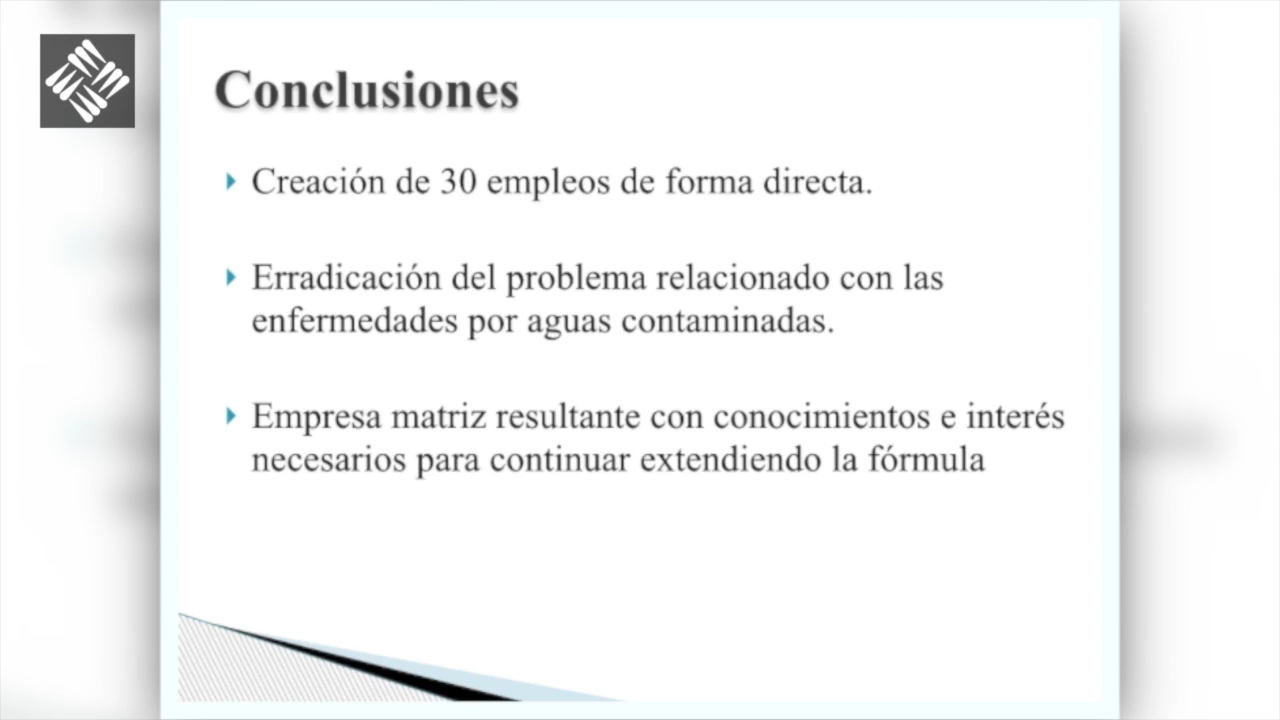 Conclusiones
Creación de 30 empleos de forma directa.
Erradicación del problema relacionado con las
enfermedades por aguas contaminadas.
Empresa matriz resultante con conocimientos e interés
necesarios para continuar extendiendo la fórmula